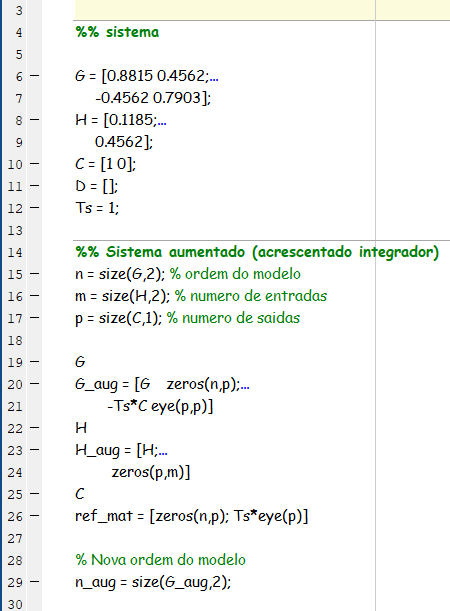 3
4 %% sistema
5
6 – G = [0.8815 0.4562;...
7 -0.4562 0.7903];
8 – H = [0.1185;...
9 0.4562];
10 – C = [1 0];
11 – D = [];
12 – Ts = 1;
13
14 %% Sistema aumentado (acrescentado integrador)
15 – n = size(G,2); % ordem do modelo
16 – m = size(H,2); % numero de entradas
17 – p = size(C,1); % numero de saidas
18
19 – G
20 – G_aug = [G zeros(n,p);...
21 -Ts*C eye(p,p)]
22 – H
23 – H_aug = [H;...
24 zeros(p,m)]
25 – C
26 – ref_mat = [zeros(n,p); Ts*eye(p)]
27
28 % Nova ordem do modelo
29 – n_aug = size(G_aug,2);
30